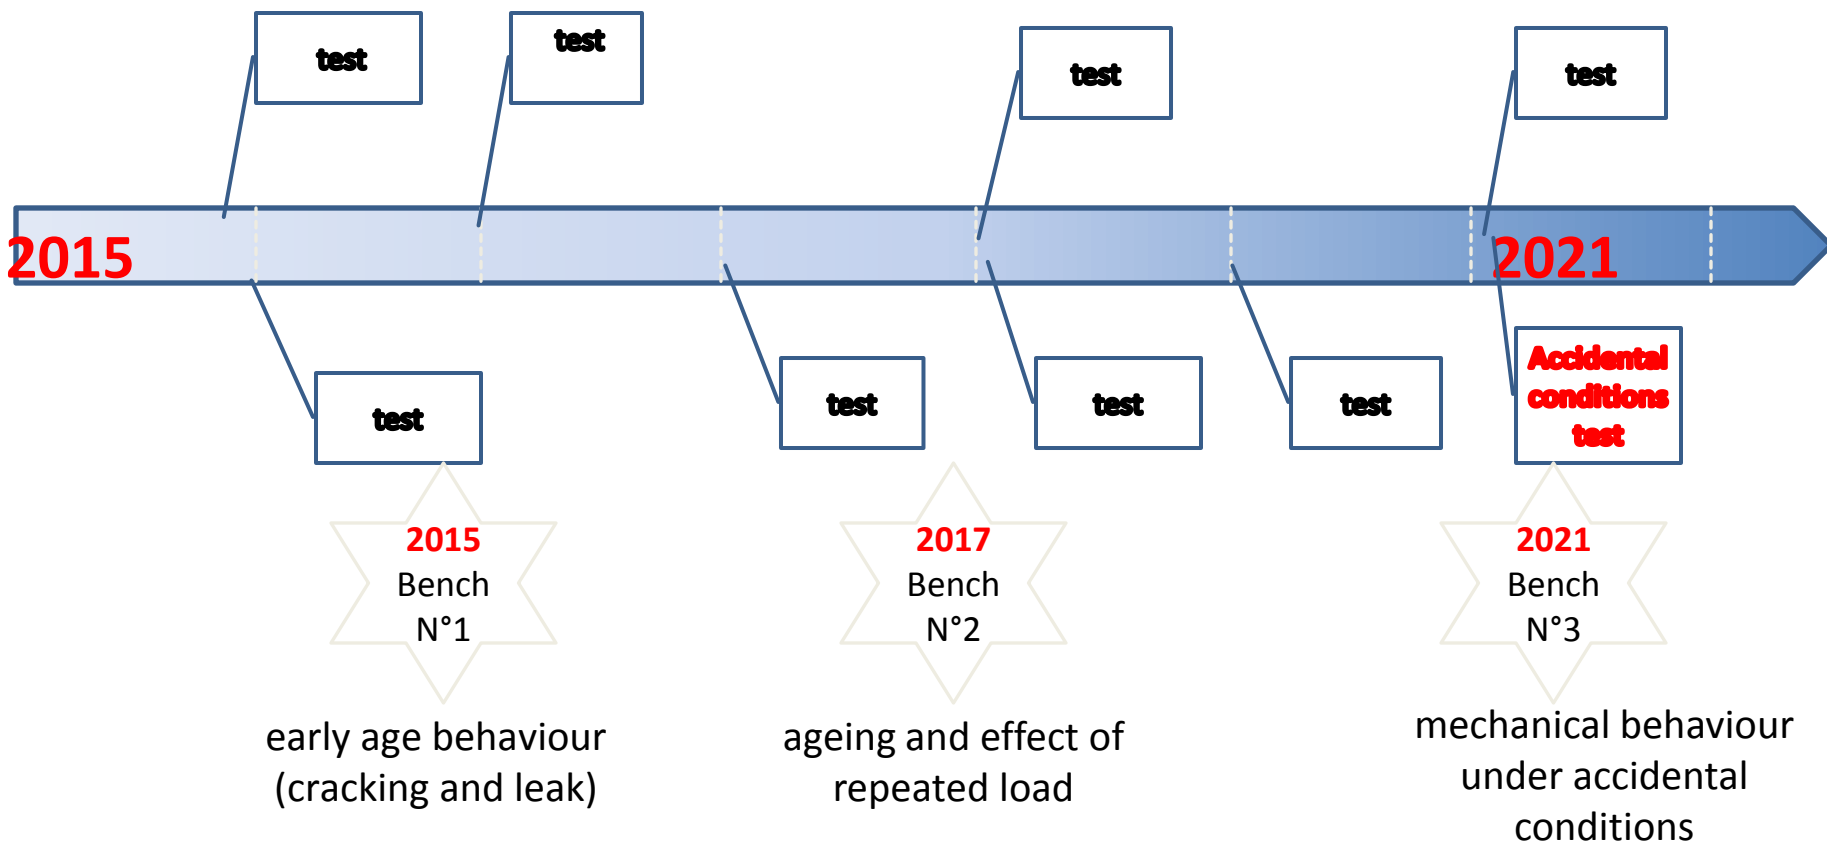 test
test
test
test
2015
2021
test
test
test
test
Accidental
conditions
test
2015
Bench
N°1
2017
Bench
N°2
2021
Bench
N°3
early age behaviour
(cracking and leak)
ageing and effect of
repeated load
mechanical behaviour
under accidental
conditions